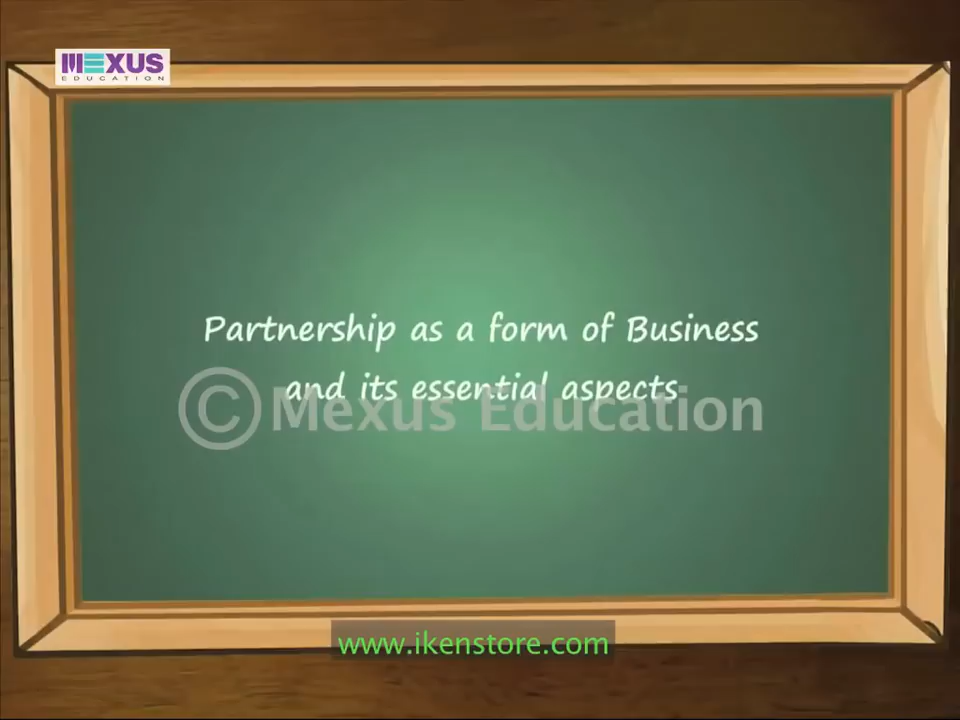 MEXUS
EDUCATION
Partnership as a form of Business
and its essential aspects
© Mexus Education
www.ikenstore.com